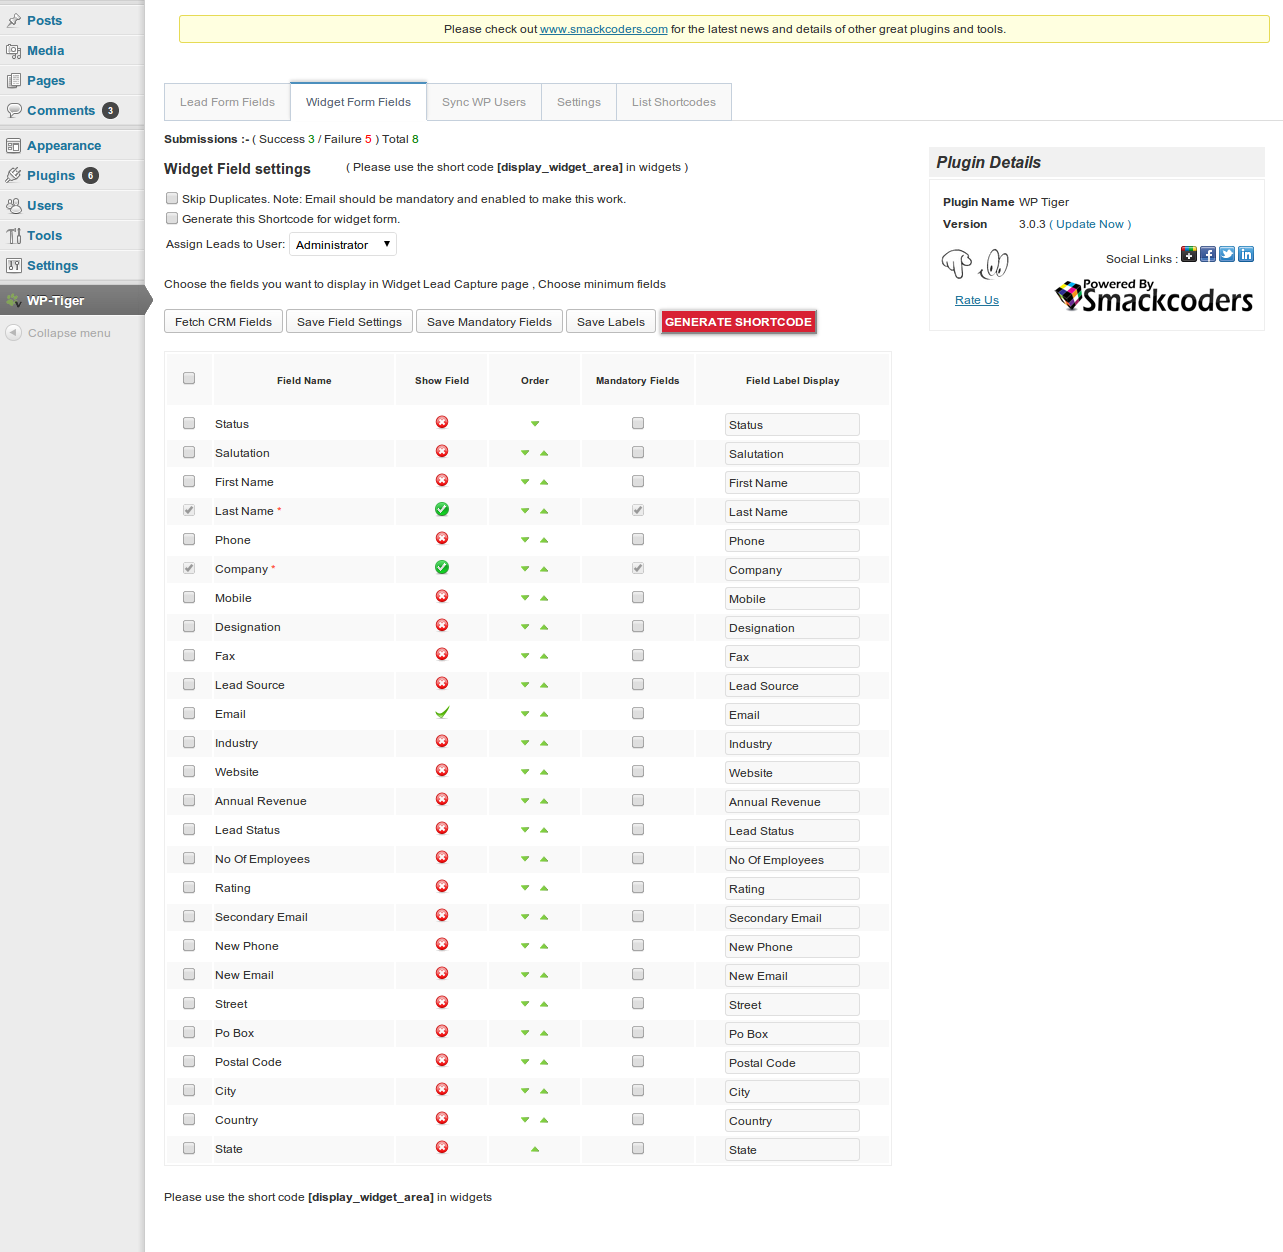 Posts
Media
Pages
Comments 3
Appearance
Plugins 6
Users
Tools
Settings
WP-Tiger
Collapse menu
Please check out www.smackcoders.com for the latest news and details of other great plugins and tools.
Lead Form Fields Widget Form Fields Sync WP Users Settings List Shortcodes
Submissions :- ( Success 3 / Failure 5 ) Total 8
Widget Field settings ( Please use the short code [display_widget_area] in widgets )
Skip Duplicates. Note: Email should be mandatory and enabled to make this work.
Generate this Shortcode for widget form.
Assign Leads to User: Administrator
Choose the fields you want to display in Widget Lead Capture page , Choose minimum fields
Fetch CRM Fields Save Field Settings Save Mandatory Fields Save Labels GENERATE SHORTCODE
Field Name Show Field Order Mandatory Fields Field Label Display
Status Status
Salutation Salutation
First Name First Name
Last Name * Last Name
Phone Phone
Company * Company
Mobile Mobile
Designation Designation
Fax Fax
Lead Source Lead Source
Email Email
Industry Industry
Website Website
Annual Revenue Annual Revenue
Lead Status Lead Status
No Of Employees No Of Employees
Rating Rating
Secondary Email Secondary Email
New Phone New Phone
New Email New Email
Street Street
Po Box Po Box
Postal Code Postal Code
City City
Country Country
State State
Please use the short code [display_widget_area] in widgets
Plugin Details
Plugin Name WP Tiger
Version 3.0.3 ( Update Now )
Social Links :
Rate Us
Powered By
Smackcoders